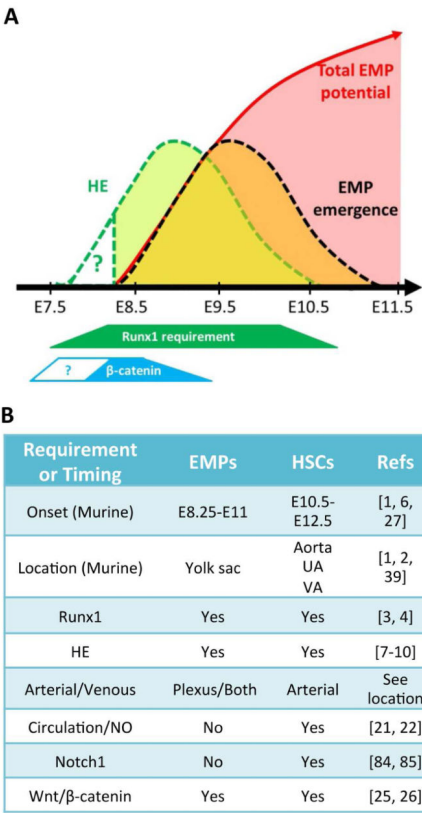 A
Total EMP
potential
HE
EMP
emergence
?
E7.5 E8.5 E9.5 E10.5 E11.5
Runx1 requirement
? β-catenin
B
Requirement
or Timing EMPs HSCs Refs
Onset (Murine) E8.25-E11 E10.5-
E12.5 [1, 6,
27]
Location (Murine) Yolk sac Aorta
UA
VA [1, 2,
39]
Runx1 Yes Yes [3, 4]
HE Yes Yes [7-10]
Arterial/Venous Plexus/Both Arterial See
location
Circulation/NO No Yes [21, 22]
Notch1 No Yes [84, 85]
Wnt/β-catenin Yes Yes [25, 26]